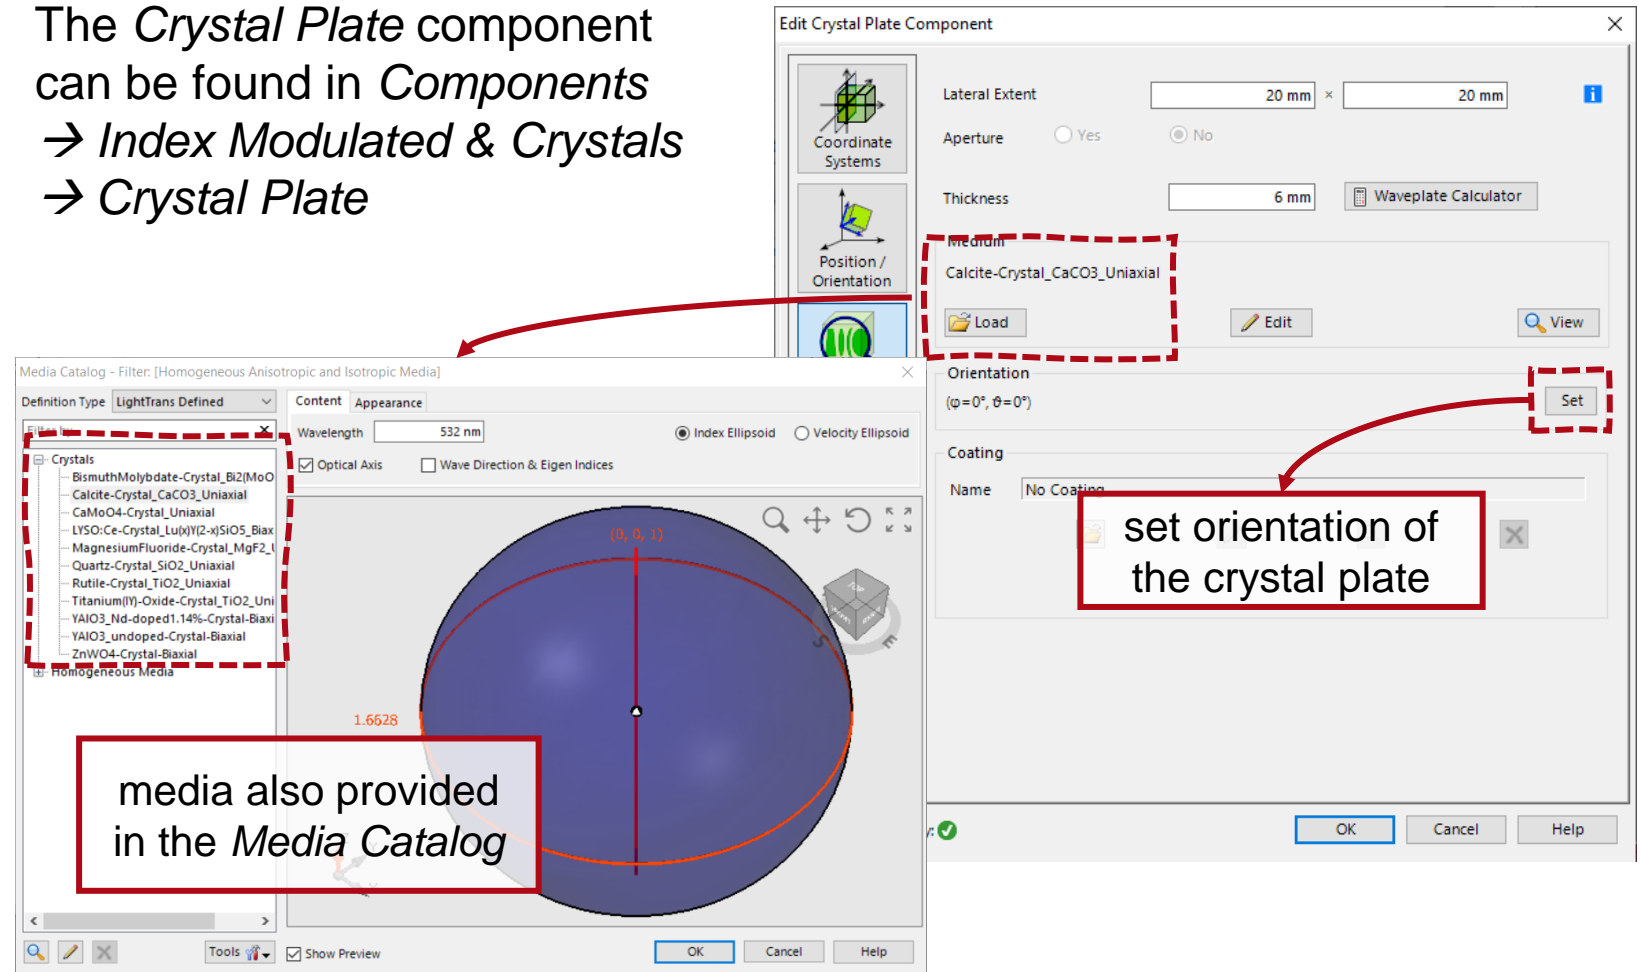 The Crystal Plate component
can be found in Components
→ Index Modulated & Crystals
→ Crystal Plate
Edit Crystal Plate Component
Coordinate
Systems
Position /
Orientation
Lateral Extent 20 mm × 20 mm
Aperture Yes No
Thickness 6 mm Waveplate Calculator
Medium
Calcite-Crystal_CaCO3_Uniaxial
Load Edit View
Orientation
(φ=0°, ϑ=0°) Set
Coating
Name No Coating
set orientation of
the crystal plate
OK Cancel Help
Media Catalog - Filter: [Homogeneous Anisotropic and Isotropic Media]
Definition Type LightTrans Defined
Filter by
Crystals
BismuthMolybdate-Crystal_Bi2(MoO
Calcite-Crystal_CaCO3_Uniaxial
CaMoO4-Crystal_Uniaxial
LYSO:Ce-Crystal_Lu(x)Y(2-x)SiO5_Biax
MagnesiumFluoride-Crystal_MgF2_U
Quartz-Crystal_SiO2_Uniaxial
Rutile-Crystal_TiO2_Uniaxial
Titanium(IV)-Oxide-Crystal_TiO2_Uni
YAlO3_Nd-doped1.14%-Crystal-Biaxi
YAlO3_undoped-Crystal-Biaxial
ZnWO4-Crystal-Biaxial
Homogeneous Media
Content Appearance
Wavelength 532 nm Index Ellipsoid Velocity Ellipsoid
Optical Axis Wave Direction & Eigen Indices
(0, 0, 1)
TOP
S E
1.6628
media also provided
in the Media Catalog
Tools Show Preview OK Cancel Help